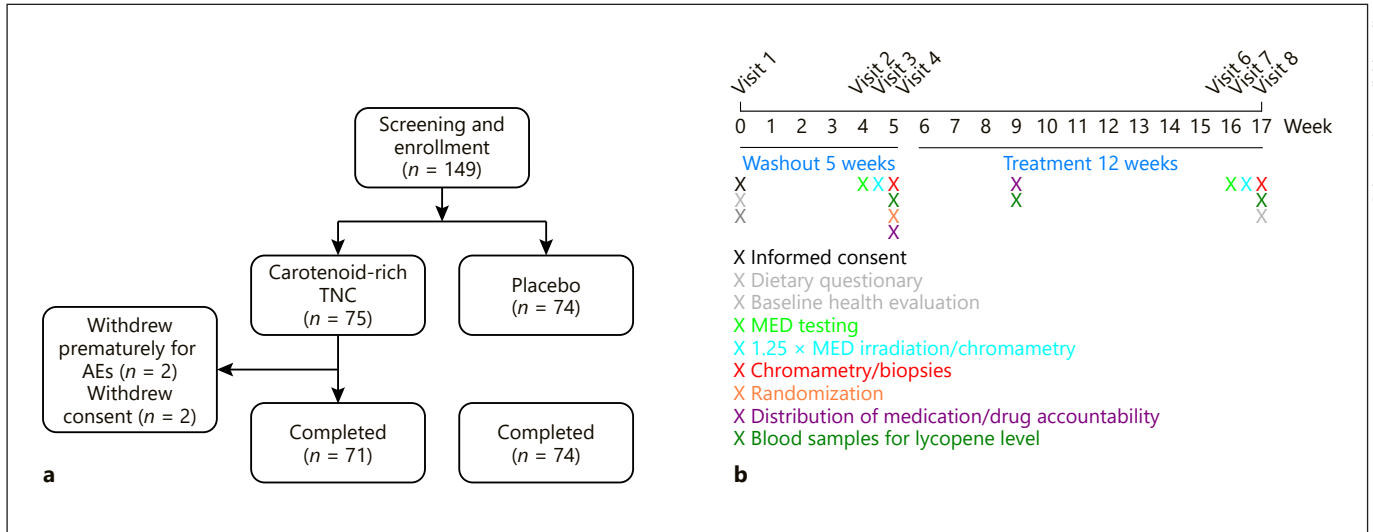 Screening and
enrollment
(n = 149)
Carotenoid-rich
TNC
(n = 75)
Placebo
(n = 74)
Withdrew
prematurely for
AEs (n = 2)
Withdrew
consent (n = 2)
Completed
(n = 71)
Completed
(n = 74)
a
Visit 1
Visit 2
Visit 3
Visit 4
Visit 6
Visit 7
Visit 8
0 1 2 3 4 5 6 7 8 9 10 11 12 13 14 15 16 17 Week
Washout 5 weeks Treatment 12 weeks
X X X X X X X X
X X X X
X X X
X
X Informed consent
X Dietary questionary
X Baseline health evaluation
X MED testing
X 1.25 × MED irradiation/chromametry
X Chromametry/biopsies
X Randomization
X Distribution of medication/drug accountability
X Blood samples for lycopene level
b